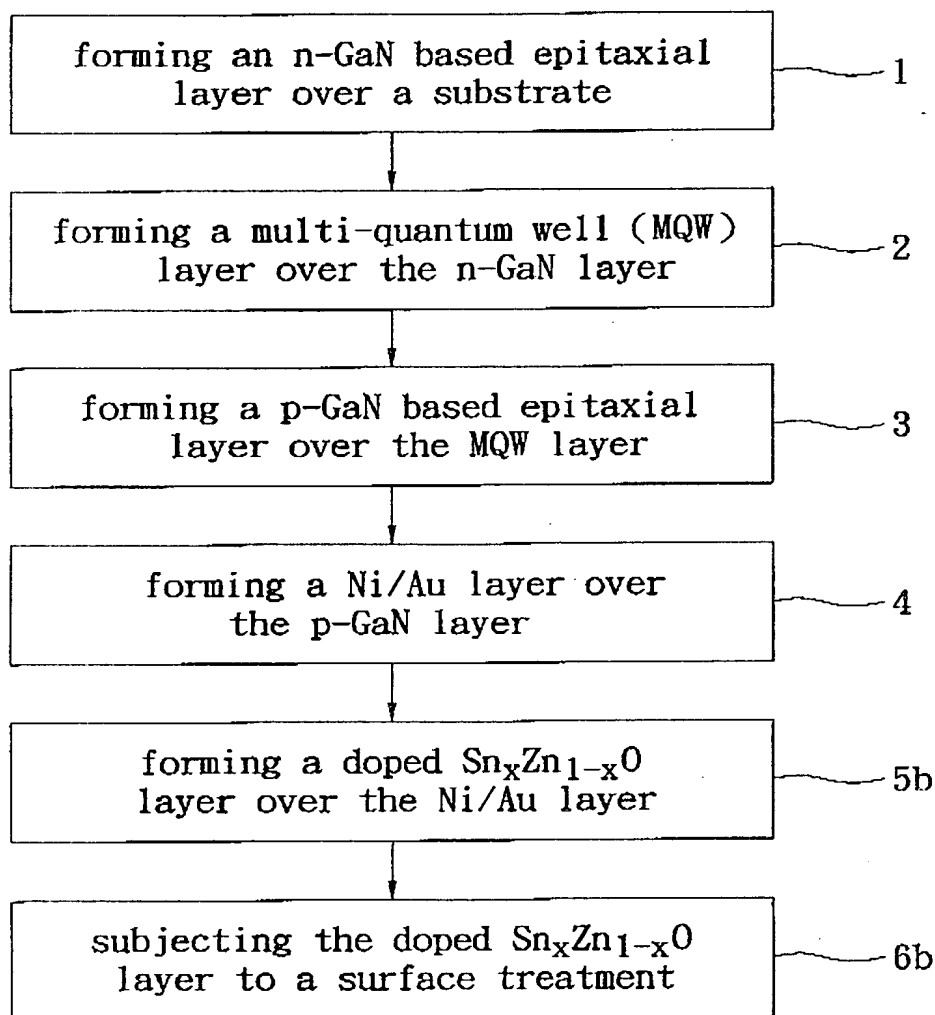 forming an n-GaN based epitaxial
layer over a substrate
1
forming a multi-quantum well (MQW)
layer over the n-GaN layer
2
forming a p-GaN based epitaxial
layer over the MQW layer
3
forming a Ni/Au layer over
the p-GaN layer
4
forming a doped SnₓZn₁₋ₓO
layer over the Ni/Au layer
5b
subjecting the doped SnₓZn₁₋ₓO
layer to a surface treatment
6b